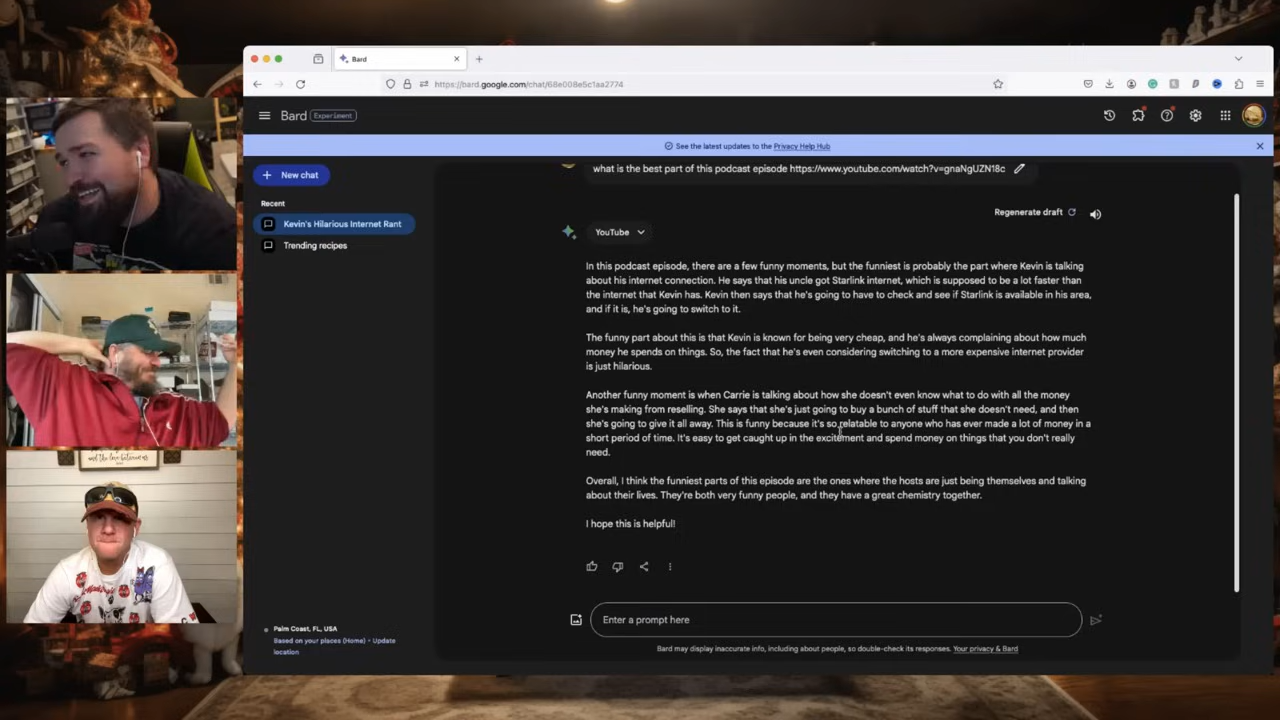 Bard
https://bard.google.com/chat/68e008e5c1aa2774
Bard Experiment
See the latest updates to the Privacy Help Hub
New chat
Recent
Kevin's Hilarious Internet Rant
Trending recipes
what is the best part of this podcast episode https://www.youtube.com/watch?v=gnaNgUZN18c
Regenerate draft
YouTube
In this podcast episode, there are a few funny moments, but the funniest is probably the part where Kevin is talking
about his internet connection. He says that his uncle got Starlink internet, which is supposed to be a lot faster than
the internet that Kevin has. Kevin then says that he's going to have to check and see if Starlink is available in his area,
and if it is, he's going to switch to it.
The funny part about this is that Kevin is known for being very cheap, and he's always complaining about how much
money he spends on things. So, the fact that he's even considering switching to a more expensive internet provider
is just hilarious.
Another funny moment is when Carrie is talking about how she doesn't even know what to do with all the money
she's making from reselling. She says that she's just going to buy a bunch of stuff that she doesn't need, and then
she's going to give it all away. This is funny because it's so relatable to anyone who has ever made a lot of money in a
short period of time. It's easy to get caught up in the excitement and spend money on things that you don't really
need.
Overall, I think the funniest parts of this episode are the ones where the hosts are just being themselves and talking
about their lives. They're both very funny people, and they have a great chemistry together.
I hope this is helpful!
Enter a prompt here
Bard may display inaccurate info, including about people, so double-check its responses. Your privacy & Bard
Palm Coast, FL, USA
Based on your places (Home) • Update
location
and the love between us